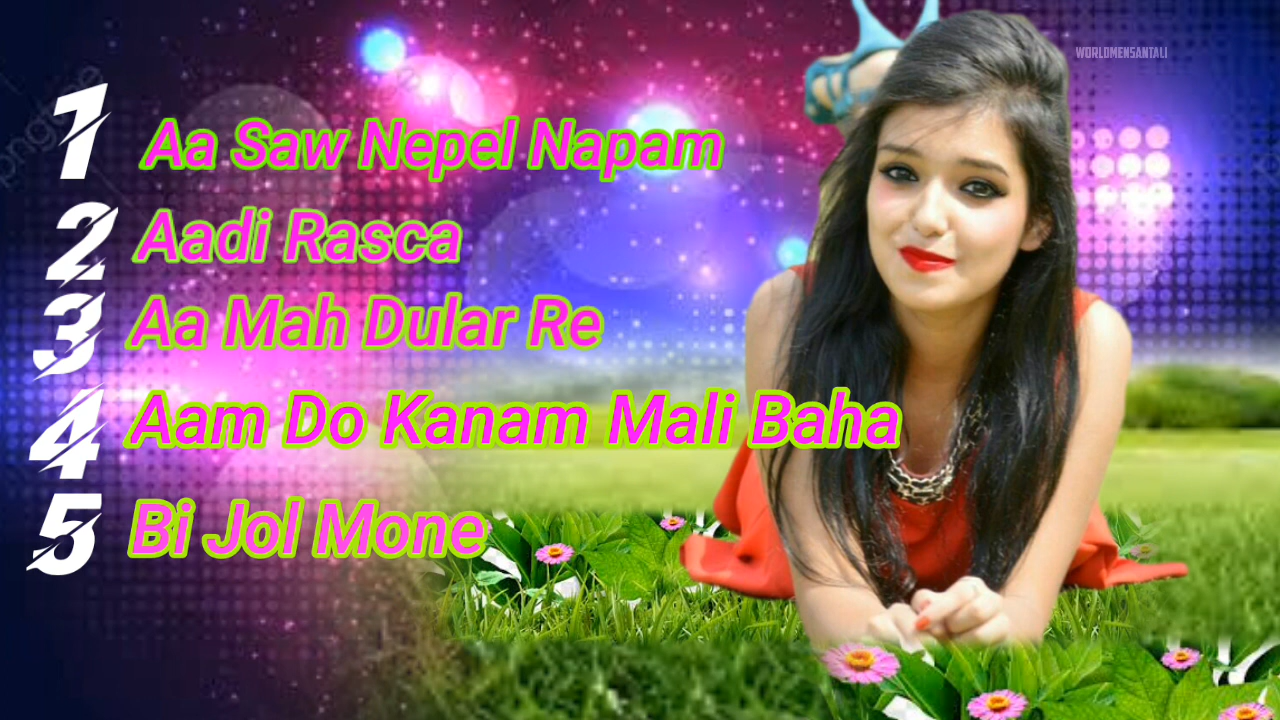 WORLDMENSANTALI
1 Aa Saw Nepel Napam
2 Aadi Rasca
3 Aa Mah Dular Re
4 Aam Do Kanam Mali Baha
5 Bi Jol Mone